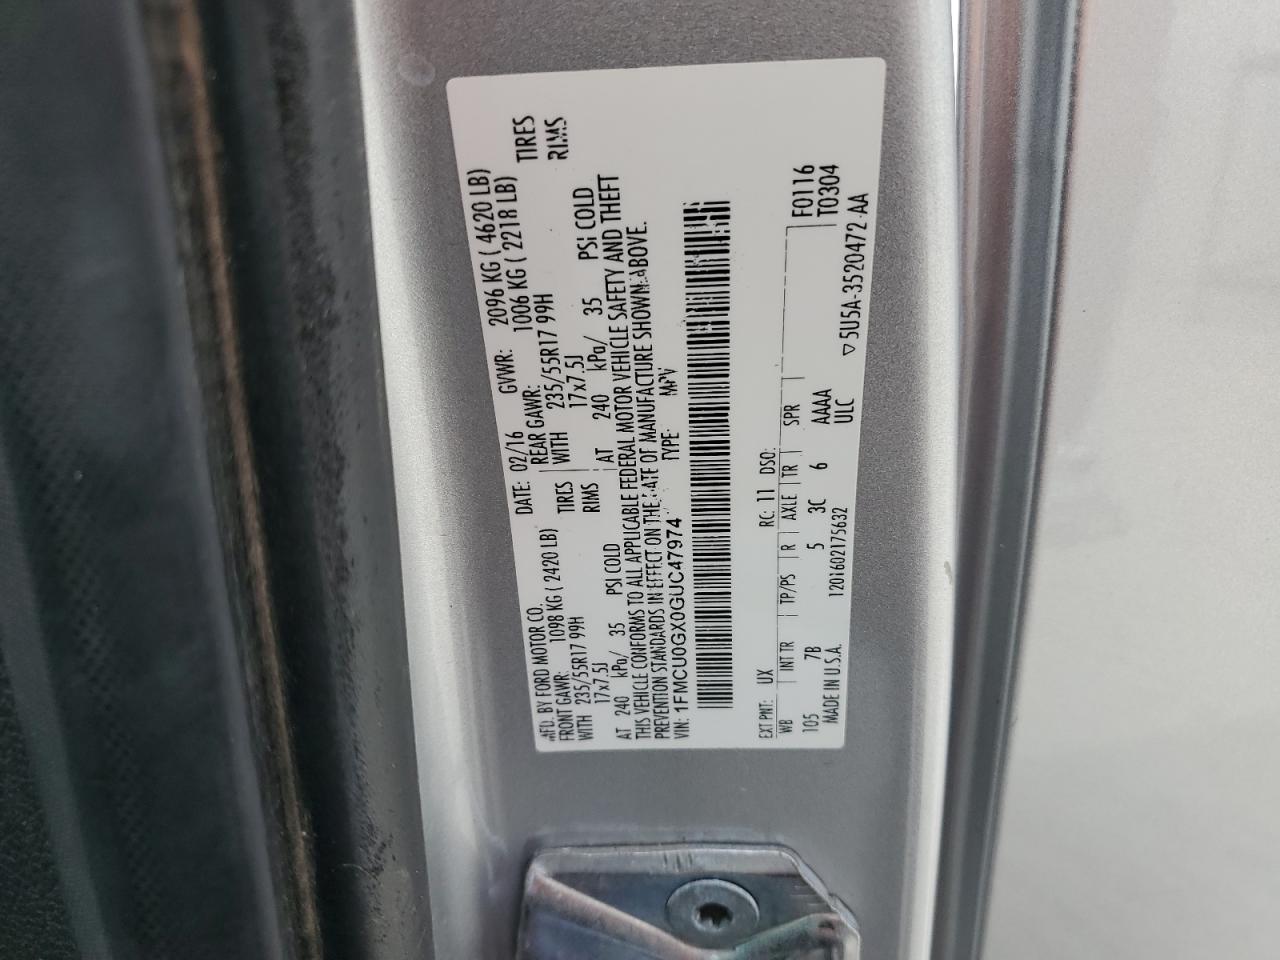 MFD. BY FORD MOTOR CO.
DATE: 02/16 GVWR: 2096 KG ( 4620 LB)
FRONT GAWR: 1098 KG ( 2420 LB) REAR GAWR: 1006 KG ( 2218 LB)
WITH 235/55R17 99H TIRES WITH 235/55R17 99H TIRES
17x7.5J RIMS 17x7.5J RIMS
AT 240 kPa/ 35 PSI COLD AT 240 kPa/ 35 PSI COLD
THIS VEHICLE CONFORMS TO ALL APPLICABLE FEDERAL MOTOR VEHICLE SAFETY AND THEFT
PREVENTION STANDARDS IN EFFECT ON THE DATE OF MANUFACTURE SHOWN ABOVE.
VIN: 1FMCU0GX0GUC47974 TYPE: MPV
F0116
T0304
EXT PNT: UX RC: 11 DSO:
WB INT TR TP/PS R AXLE TR SPR
105 7B 5 3C 6 AAAA
ULC
MADE IN U.S.A. 1201602175632
▽ 5U5A-3520472-AA